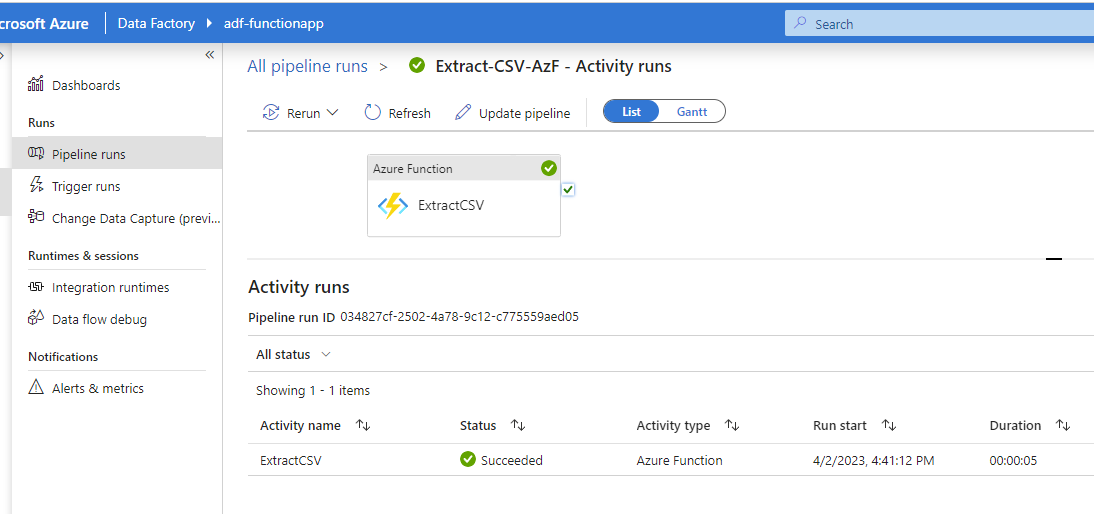 crosoft Azure Data Factory adf-functionapp Search
Dashboards
Runs
Pipeline runs
Trigger runs
Change Data Capture (previ...
Runtimes & sessions
Integration runtimes
Data flow debug
Notifications
Alerts & metrics
All pipeline runs > Extract-CSV-AzF - Activity runs
Rerun Refresh Update pipeline List Gantt
Azure Function
ExtractCSV
Activity runs
Pipeline run ID 034827cf-2502-4a78-9c12-c775559aed05
All status
Showing 1 - 1 items
Activity name Status Activity type Run start Duration
ExtractCSV Succeeded Azure Function 4/2/2023, 4:41:12 PM 00:00:05